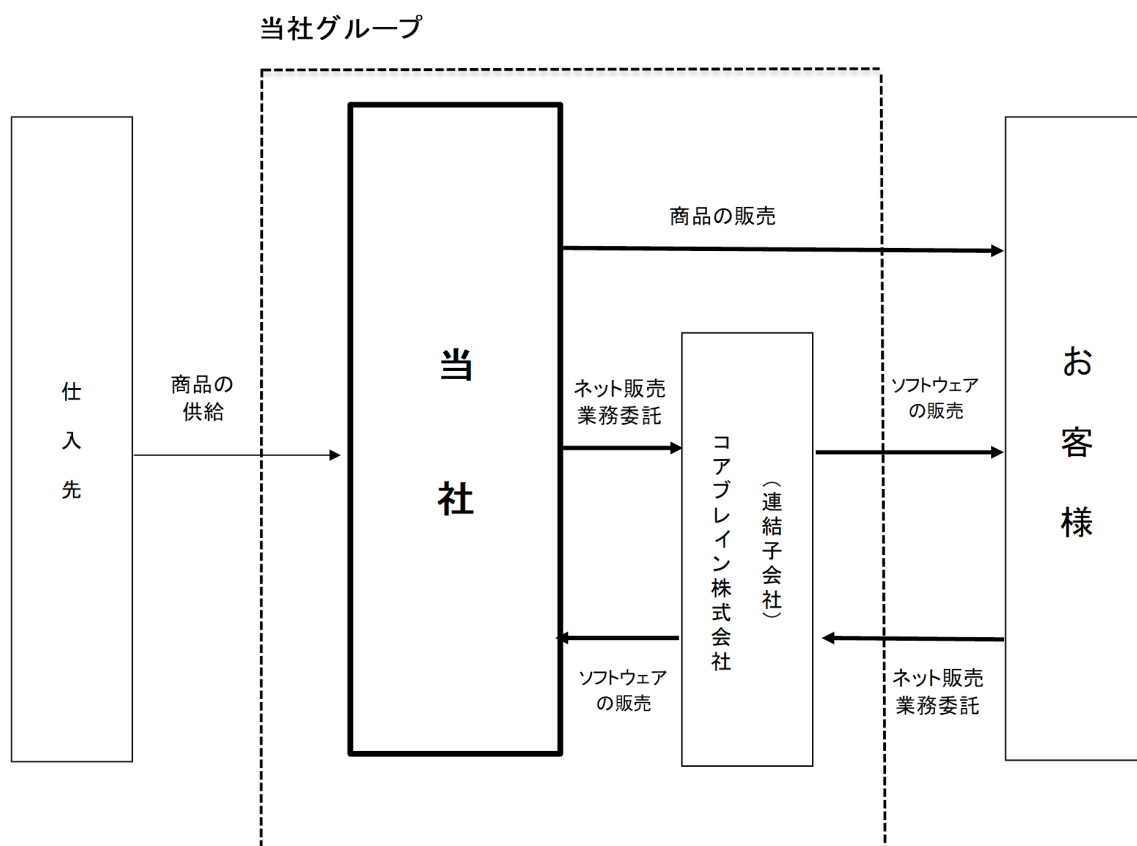 当社グループ
仕入先
商品の
供給
当社
商品の販売
ネット販売
業務委託
ソフトウェア
の販売
コアブレイン株式会社
（連結子会社）
ソフトウェア
の販売
ネット販売
業務委託
お客様